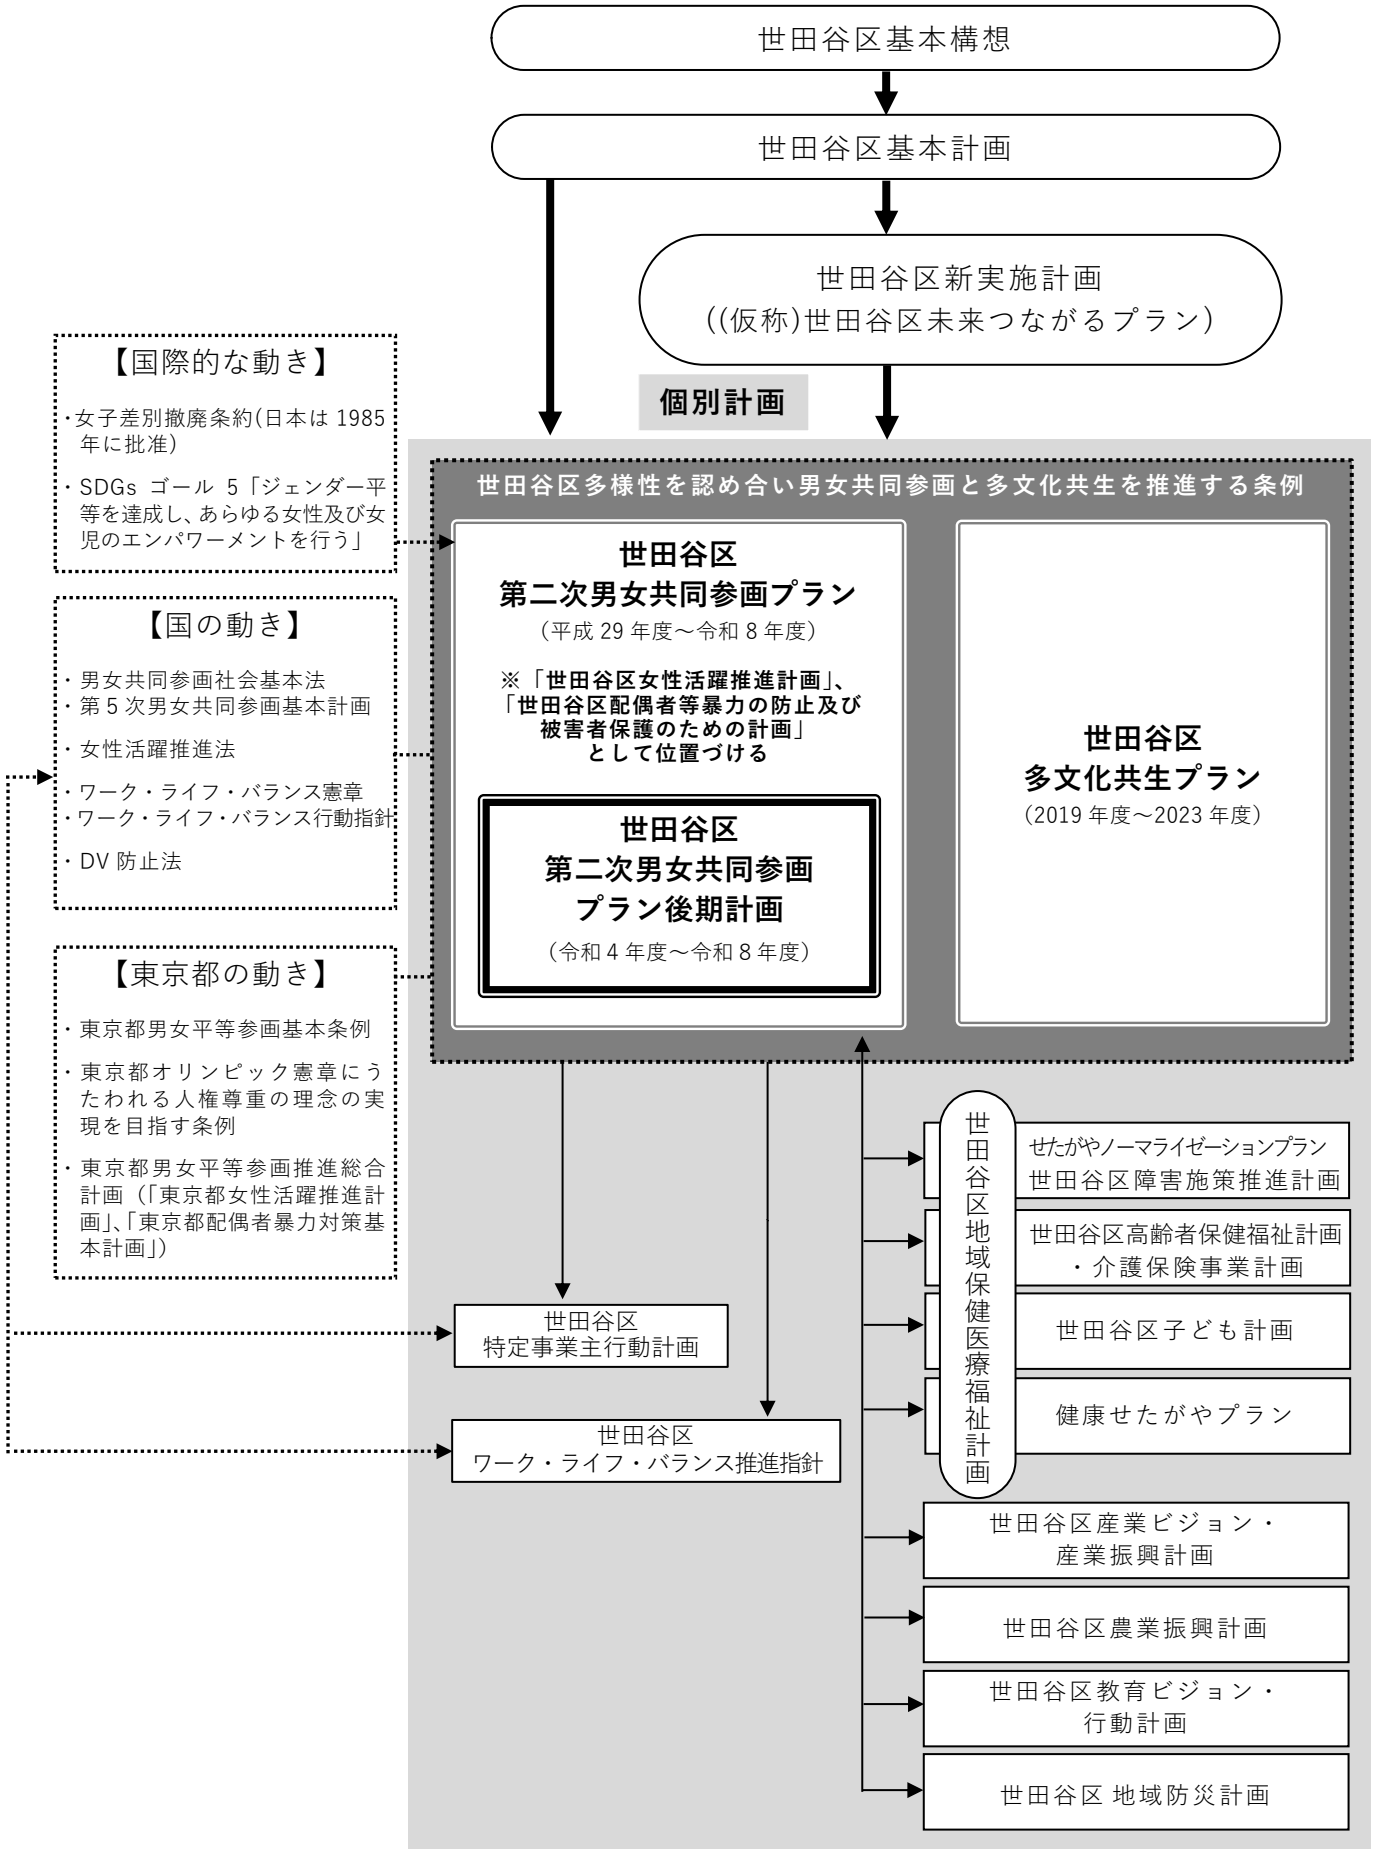 世田谷区基本構想
世田谷区基本計画
世田谷区新実施計画
((仮称)世田谷区未来つながるプラン)
個別計画
【国際的な動き】
・女子差別撤廃条約(日本は 1985
年に批准)
・SDGs ゴール 5「ジェンダー平
等を達成し、あらゆる女性及び女
児のエンパワーメントを行う」
【国の動き】
・男女共同参画社会基本法
・第 5 次男女共同参画基本計画
・女性活躍推進法
・ワーク・ライフ・バランス憲章
・ワーク・ライフ・バランス行動指針
・DV 防止法
【東京都の動き】
・東京都男女平等参画基本条例
・東京都オリンピック憲章にう
たわれる人権尊重の理念の実
現を目指す条例
・東京都男女平等参画推進総合
計画（「東京都女性活躍推進計
画」、「東京都配偶者暴力対策基
本計画」）
世田谷区多様性を認め合い男女共同参画と多文化共生を推進する条例
世田谷区
第二次男女共同参画プラン
（平成 29 年度～令和 8 年度）
※「世田谷区女性活躍推進計画」、
「世田谷区配偶者等暴力の防止及び
被害者保護のための計画」
として位置づける
世田谷区
第二次男女共同参画
プラン後期計画
（令和 4 年度～令和 8 年度）
世田谷区
多文化共生プラン
（2019 年度～2023 年度）
世田谷区
特定事業主行動計画
世田谷区
ワーク・ライフ・バランス推進指針
世田谷区地域保健医療福祉計画
せたがやノーマライゼーションプラン
世田谷区障害施策推進計画
世田谷区高齢者保健福祉計画
・介護保険事業計画
世田谷区子ども計画
健康せたがやプラン
世田谷区産業ビジョン・
産業振興計画
世田谷区農業振興計画
世田谷区教育ビジョン・
行動計画
世田谷区 地域防災計画